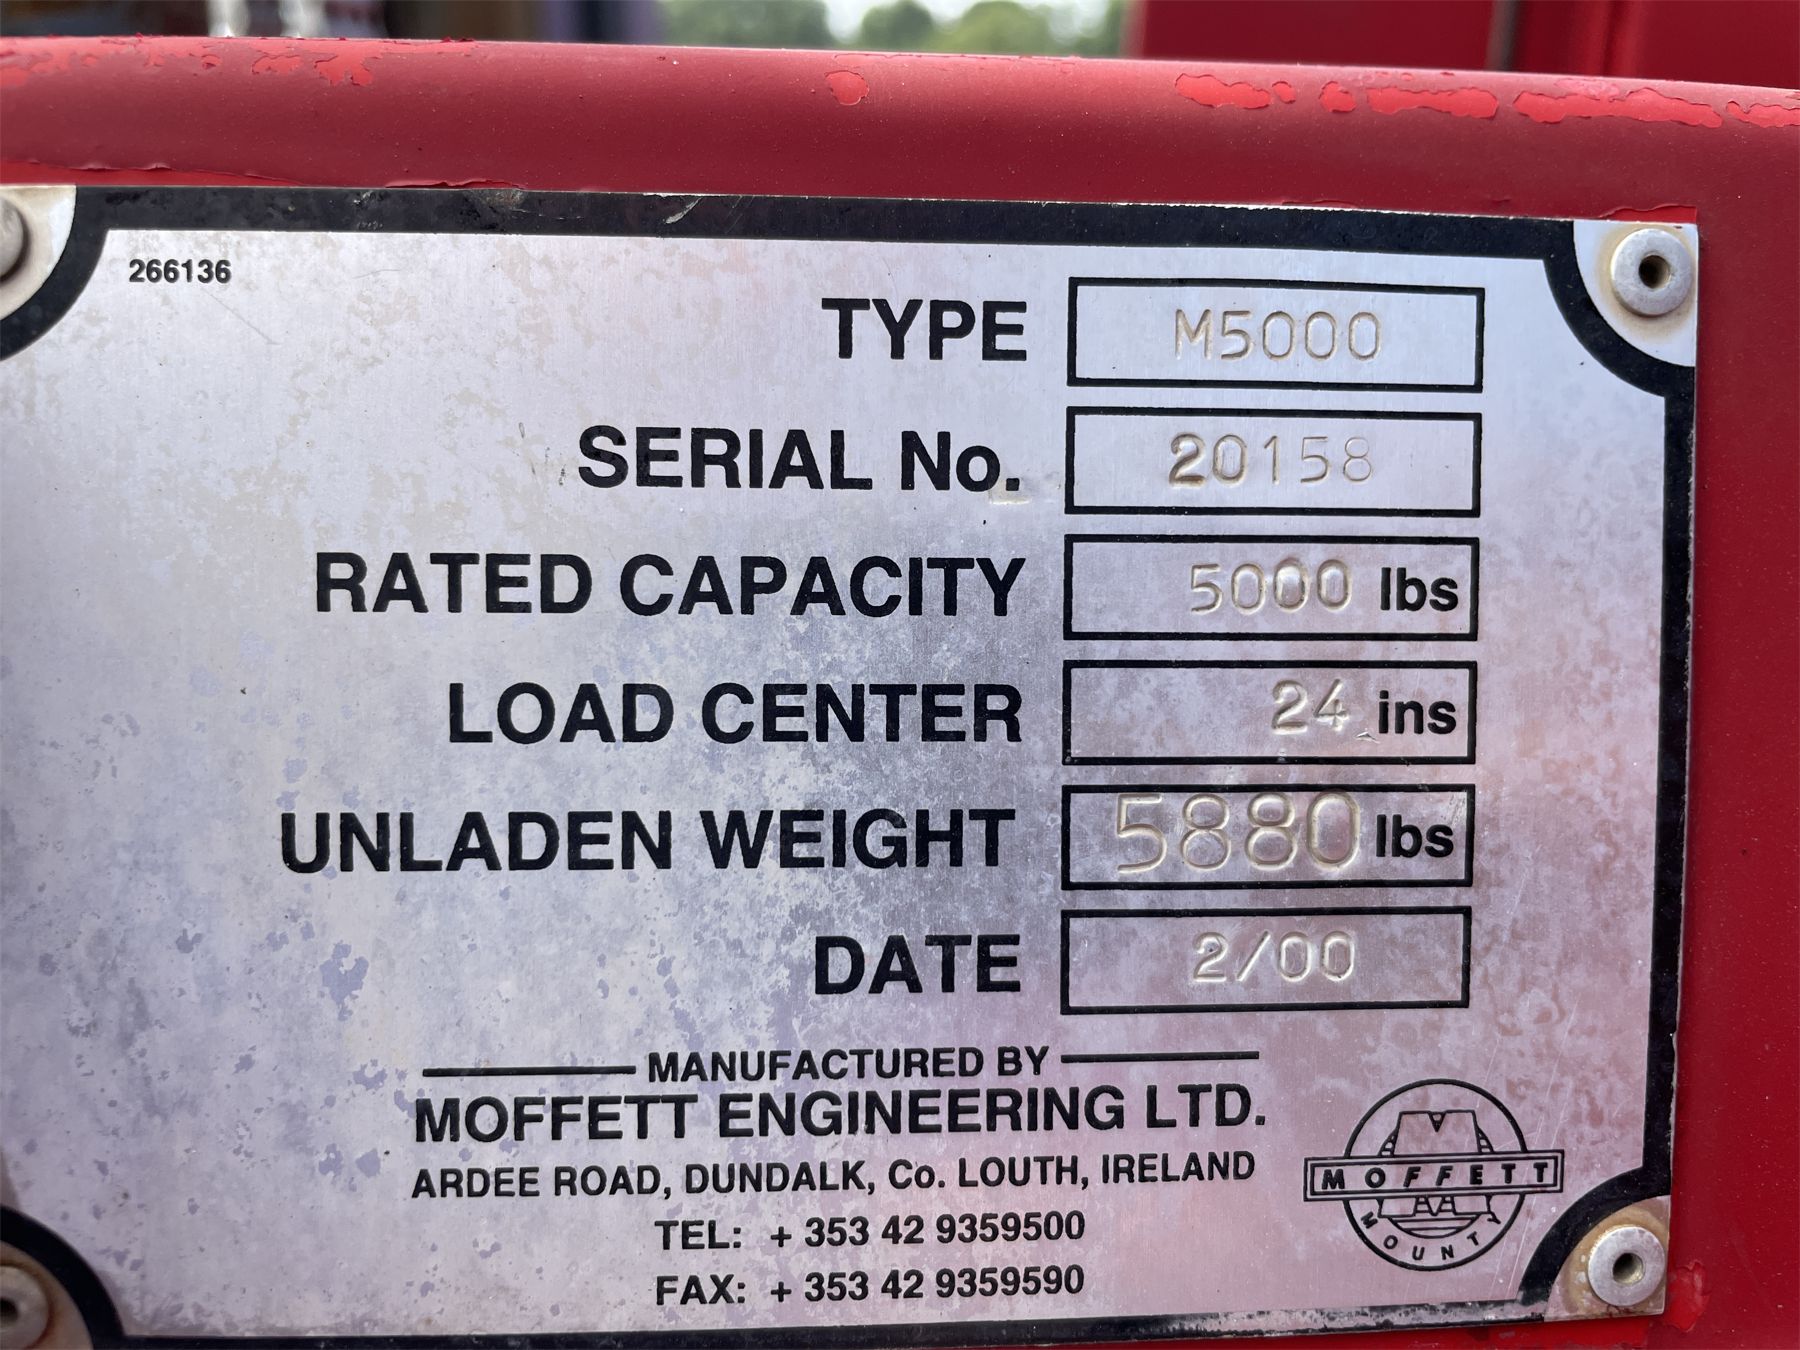 266136
TYPE M5000
SERIAL No. 20158
RATED CAPACITY 5000 lbs
LOAD CENTER 24 ins
UNLADEN WEIGHT 5880 lbs
DATE 2/00
MANUFACTURED BY
MOFFETT ENGINEERING LTD.
ARDEE ROAD, DUNDALK, Co. LOUTH, IRELAND
TEL: + 353 42 9359500
FAX: + 353 42 9359590
MOFFETT
MOUNTY